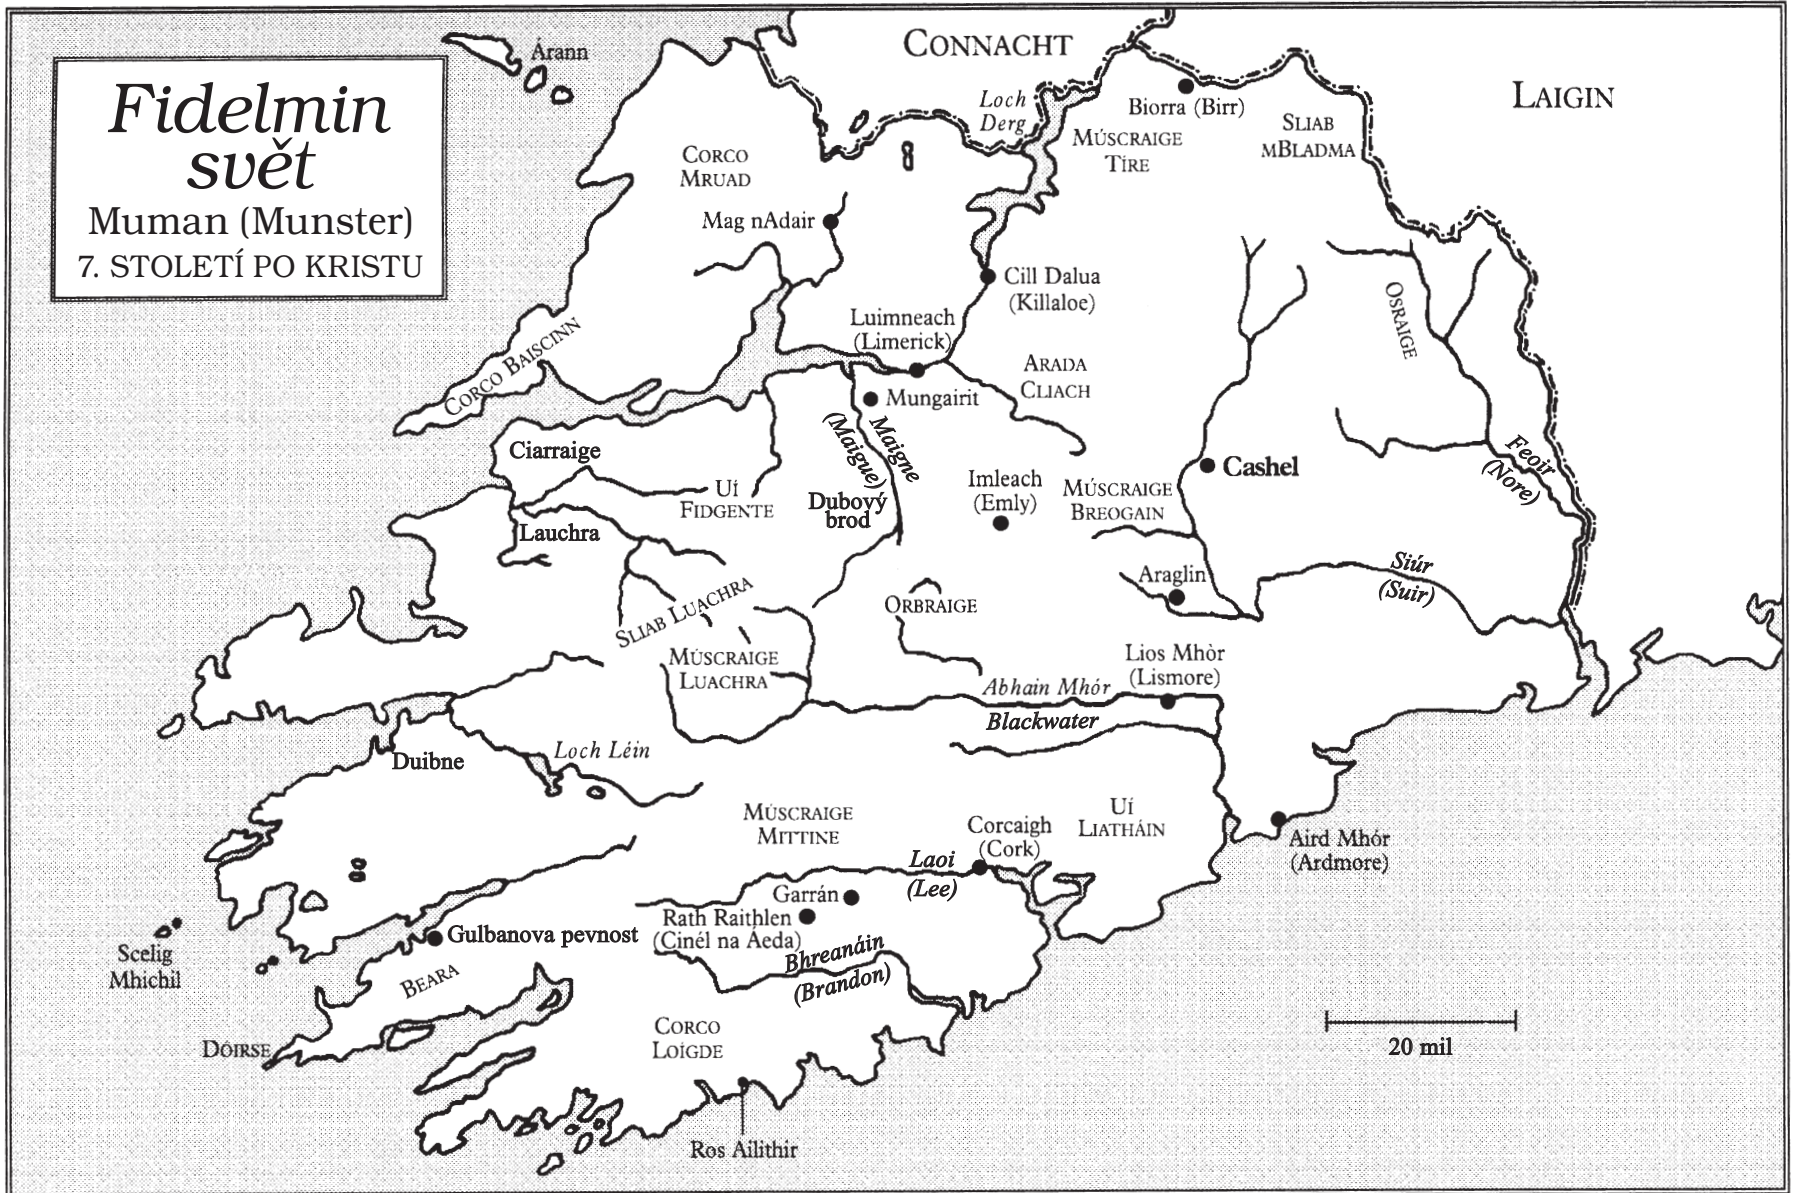 Fidelmin
svět
Muman (Munster)
7. STOLETÍ PO KRISTU
Árann
CONNACHT
LAIGIN
Loch
Derg
Biorra (Birr)
MÚSCRAIGE
TÍRE
SLIAB
MBLADMA
CORCO
MRUAD
Mag nAdair
Cill Dalua
(Killaloe)
OSRAIGE
Luimneach
(Limerick)
CORCO BAISCINN
ARADA
CLIACH
Mungairit
Maigne
(Maigue)
Ciarraige
Cashel
Feoir
(Nore)
UÍ
FIDGENTE
Dubový
brod
Imleach
(Emly)
MÚSCRAIGE
BREOGAIN
Lauchra
Araglin
Siúr
(Suir)
SLIAB LUACHRA
ORBRAIGE
MÚSCRAIGE
LUACHRA
Lios Mhòr
(Lismore)
Abhain Mhór
Blackwater
Loch Léin
Duibne
MÚSCRAIGE
MITTINE
UÍ
LIATHÁIN
Corcaigh
(Cork)
Aird Mhór
(Ardmore)
Laoi
(Lee)
Garrán
Rath Raithlen
(Cinél na Áeda)
Gulbanova pevnost
Scelig
Mhichil
Bhreanáin
(Brandon)
BEARA
DÓIRSE
CORCO
LOÍGDE
20 mil
Ros Ailithir